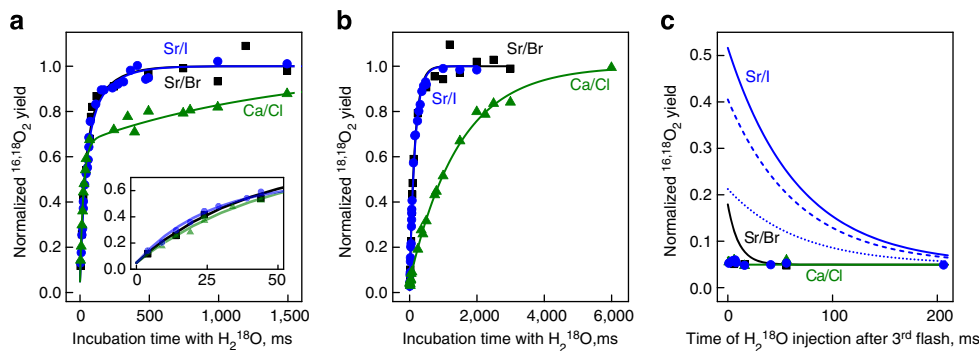 a
Normalized ¹⁶,¹⁸O₂ yield
1.0
0.8
0.6
0.4
0.2
0.0
Sr/I
Sr/Br
Ca/Cl
0.6
0.4
0.2
0.0
0 25 50
0 500 1,000 1,500
Incubation time with H₂¹⁸O, ms
b
Normalized ¹⁸,¹⁸O₂ yield
1.0
0.8
0.6
0.4
0.2
0.0
Sr/Br
Sr/I
Ca/Cl
0 2,000 4,000 6,000
Incubation time with H₂¹⁸O,ms
c
Normalized ¹⁶,¹⁸O₂ yield
0.5
0.4
0.3
0.2
0.1
0.0
Sr/I
Sr/Br
Ca/Cl
0 50 100 150 200
Time of H₂¹⁸O injection after 3ʳᵈ flash, ms